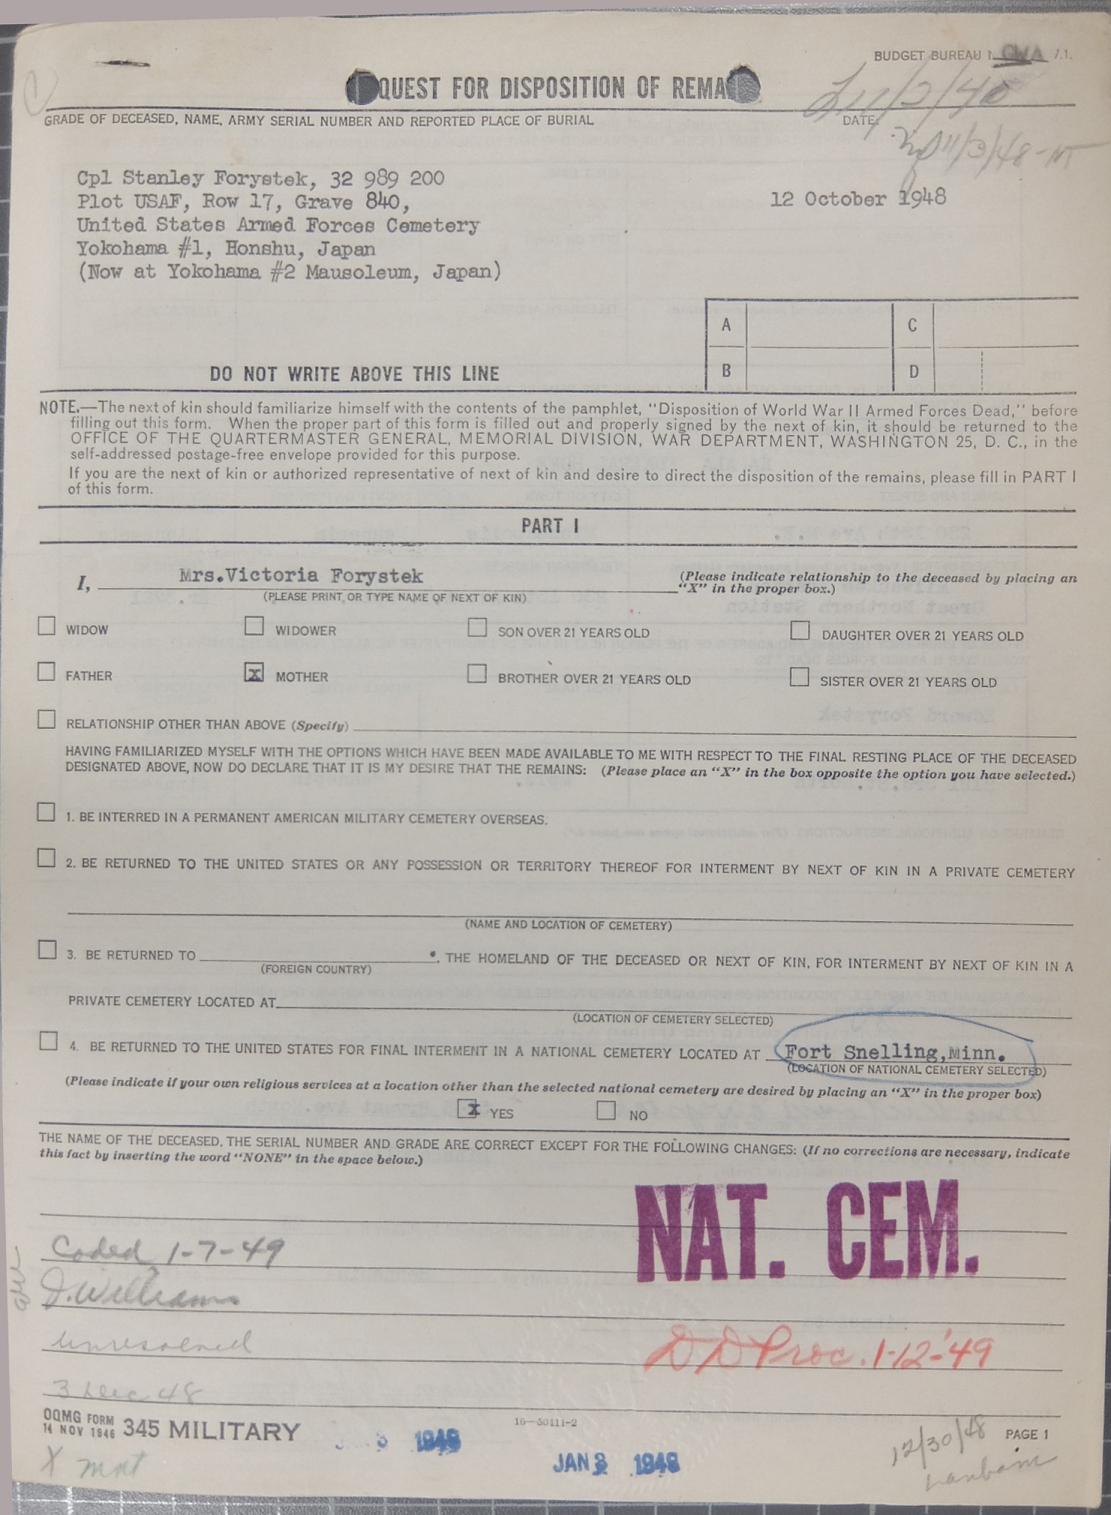 BUDGET BUREAU
QUEST FOR DISPOSITION OF REMA
GRADE OF DECEASED, NAME, ARMY SERIAL NUMBER AND REPORTED PLACE OF BURIAL
DATE:
11/3/48-NT
Cpl Stanley Forystek, 32 989 200
Plot USAF, Row 17, Grave 840,
12 October 1948
United States Armed Forces Cemetery
Yokohama #1, Honshu, Japan
(Now at Yokohama #2 Mausoleum, Japan)
A C
B D
DO NOT WRITE ABOVE THIS LINE
NOTE.—The next of kin should familiarize himself with the contents of the pamphlet, "Disposition of World War II Armed Forces Dead," before
filling out this form. When the proper part of this form is filled out and properly signed by the next of kin, it should be returned to the
OFFICE OF THE QUARTERMASTER GENERAL, MEMORIAL DIVISION, WAR DEPARTMENT, WASHINGTON 25, D. C., in the
self-addressed postage-free envelope provided for this purpose.
If you are the next of kin or authorized representative of next of kin and desire to direct the disposition of the remains, please fill in PART I
of this form.
PART I
I, Mrs.Victoria Forystek (Please indicate relationship to the deceased by placing an
"X" in the proper box.)
(PLEASE PRINT OR TYPE NAME OF NEXT OF KIN)
WIDOW WIDOWER SON OVER 21 YEARS OLD DAUGHTER OVER 21 YEARS OLD
FATHER X MOTHER BROTHER OVER 21 YEARS OLD SISTER OVER 21 YEARS OLD
RELATIONSHIP OTHER THAN ABOVE (Specify)
HAVING FAMILIARIZED MYSELF WITH THE OPTIONS WHICH HAVE BEEN MADE AVAILABLE TO ME WITH RESPECT TO THE FINAL RESTING PLACE OF THE DECEASED
DESIGNATED ABOVE, NOW DO DECLARE THAT IT IS MY DESIRE THAT THE REMAINS: (Please place an "X" in the box opposite the option you have selected.)
1. BE INTERRED IN A PERMANENT AMERICAN MILITARY CEMETERY OVERSEAS.
2. BE RETURNED TO THE UNITED STATES OR ANY POSSESSION OR TERRITORY THEREOF FOR INTERMENT BY NEXT OF KIN IN A PRIVATE CEMETERY
(NAME AND LOCATION OF CEMETERY)
3. BE RETURNED TO , THE HOMELAND OF THE DECEASED OR NEXT OF KIN, FOR INTERMENT BY NEXT OF KIN IN A
(FOREIGN COUNTRY)
PRIVATE CEMETERY LOCATED AT
(LOCATION OF CEMETERY SELECTED)
4. BE RETURNED TO THE UNITED STATES FOR FINAL INTERMENT IN A NATIONAL CEMETERY LOCATED AT Fort Snelling,Minn.
(LOCATION OF NATIONAL CEMETERY SELECTED)
(Please indicate if your own religious services at a location other than the selected national cemetery are desired by placing an "X" in the proper box)
X YES NO
THE NAME OF THE DECEASED, THE SERIAL NUMBER AND GRADE ARE CORRECT EXCEPT FOR THE FOLLOWING CHANGES: (If no corrections are necessary, indicate
this fact by inserting the word "NONE" in the space below.)
NAT. CEM.
Coded 1-7-49
D.Williams
unresolved
DD Proc. 1-12-49
3 Dec 48
OQMG FORM
14 NOV 1946 345 MILITARY
16-50411-2
PAGE 1
1948
JAN 3 1948
12/30/48
X mat